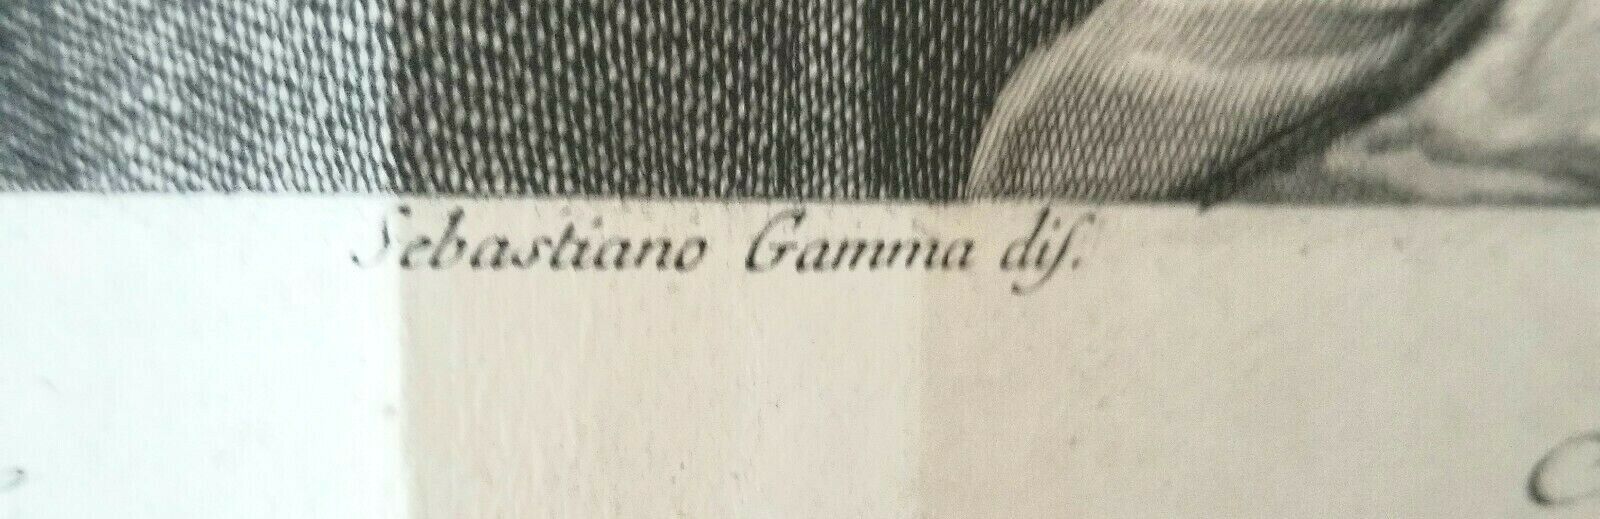 Sebastiano Gamma diſ.